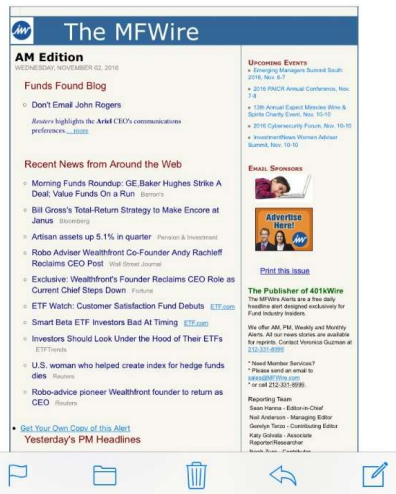 The MFWire
AM Edition
WEDNESDAY, NOVEMBER 02, 2016
Funds Found Blog
Don't Email John Rogers
Reuters highlights the Ariel CEO's communications
preferences.... more
Recent News from Around the Web
Morning Funds Roundup: GE,Baker Hughes Strike A
Deal; Value Funds On a Run Barron's
Bill Gross's Total-Return Strategy to Make Encore at
Janus Bloomberg
Artisan assets up 5.1% in quarter Pension & Investment
Robo Adviser Wealthfront Co-Founder Andy Rachleff
Reclaims CEO Post Wall Street Journal
Exclusive: Wealthfront's Founder Reclaims CEO Role as
Current Chief Steps Down Fortune
ETF Watch: Customer Satisfaction Fund Debuts ETF.com
Smart Beta ETF Investors Bad At Timing ETF.com
Investors Should Look Under the Hood of Their ETFs
ETFTrends
U.S. woman who helped create index for hedge funds
dies Reuters
Robo-advice pioneer Wealthfront founder to return as
CEO Reuters
Get Your Own Copy of this Alert
Yesterday's PM Headlines
UPCOMING EVENTS
Emerging Managers Summit South
2016, Nov. 6-7
2016 PAICR Annual Conference, Nov.
7-8
13th Annual Expect Miracles Wine &
Spirits Charity Event, Nov. 10-10
2016 Cybersecurity Forum, Nov. 10-10
InvestmentNews Women Adviser
Summit, Nov. 10-10
EMAIL SPONSORS
Advertise
Here!
Print this issue
The Publisher of 401kWire
The MFWire Alerts are a free daily
headline alert designed exclusively for
Fund Industry Insiders.
We offer AM, PM, Weekly and Monthly
Alerts. All our news stories are available
for reprints. Contact Veronica Guzman at
212-331-8995
* Need Member Services?
* Please send an email to
sales@MFWire.com
* or call 212-331-8995.
Reporting Team
Sean Hanna - Editor-in-Chief
Neil Anderson - Managing Editor
Gerelyn Terzo - Contributing Editor
Katy Golvala - Associate
Reporter/Researcher